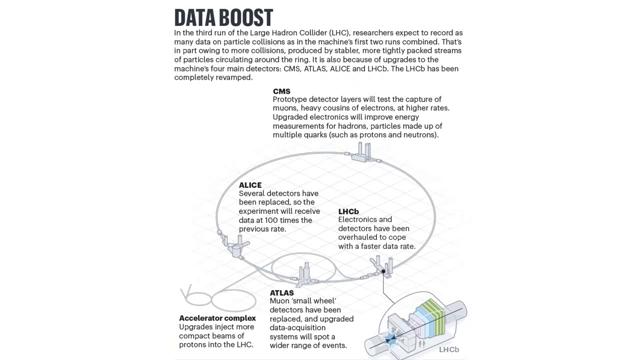 DATA BOOST
In the third run of the Large Hadron Collider (LHC), researchers expect to record as
many data on particle collisions as in the machine's first two runs combined. That's
in part owing to more collisions, produced by stabler, more tightly packed streams
of particles circulating around the ring. It is also because of upgrades to the
machine's four main detectors: CMS, ATLAS, ALICE and LHCb. The LHCb has been
completely revamped.
CMS
Prototype detector layers will test the capture of
muons, heavy cousins of electrons, at higher rates.
Upgraded electronics will improve energy
measurements for hadrons, particles made up of
multiple quarks (such as protons and neutrons).
ALICE
Several detectors have
been replaced, so the
experiment will receive
data at 100 times the
previous rate.
LHCb
Electronics and
detectors have been
overhauled to cope
with a faster data rate.
ATLAS
Muon 'small wheel'
detectors have been
replaced, and upgraded
data-acquisition
systems will spot a
wider range of events.
Accelerator complex
Upgrades inject more
compact beams of
protons into the LHC.
LHCb